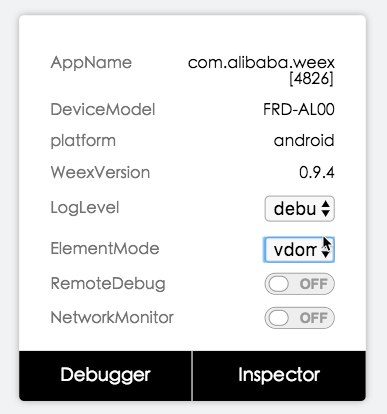 AppName com.alibaba.weex
[4826]
DeviceModel FRD-AL00
platform android
WeexVersion 0.9.4
LogLevel debu
ElementMode vdom
RemoteDebug OFF
NetworkMonitor OFF
Debugger Inspector